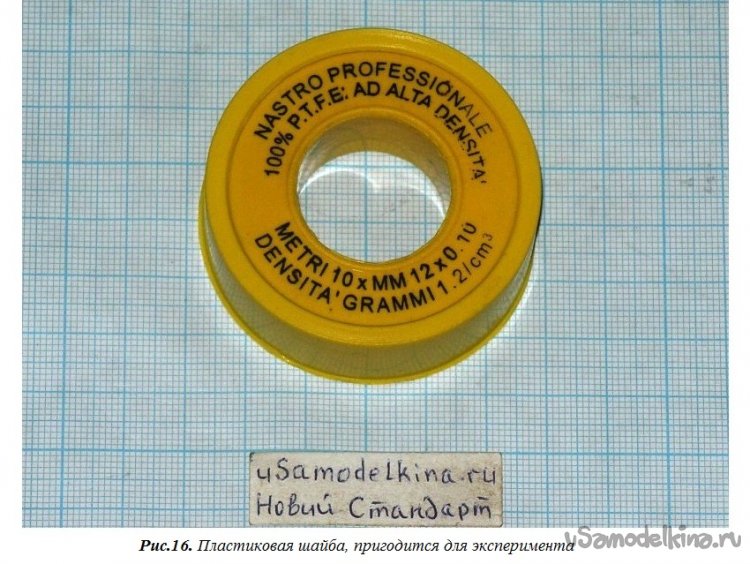 NASTRO PROFESSIONALE
100% P.T.F.E: AD ALTA DENSITA'
METRI 10 x MM 12 x 0.10
DENSITA' GRAMMI 1.2/cm³
uSamodelkina.ru
Новий Стандарт
Рис.16. Пластиковая шайба, пригодится для эксперимента
uSamodelkina.ru